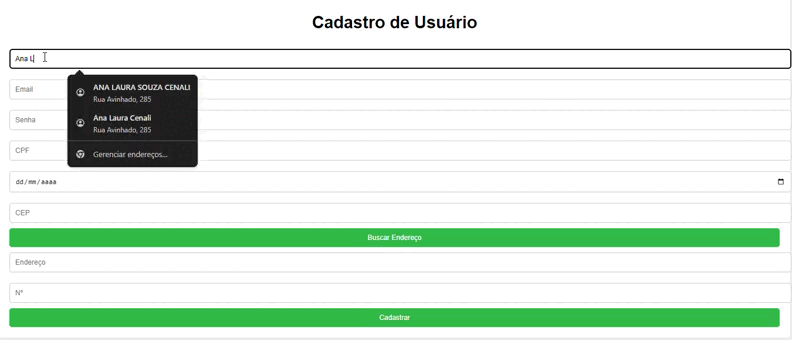 Cadastro de Usuário
Ana L
ANA LAURA SOUZA CENALI
Rua Avinhado, 285
Ana Laura Cenali
Rua Avinhado, 285
Gerenciar endereços...
Email
Senha
CPF
dd/mm/aaaa
CEP
Buscar Endereço
Endereço
Nº
Cadastrar